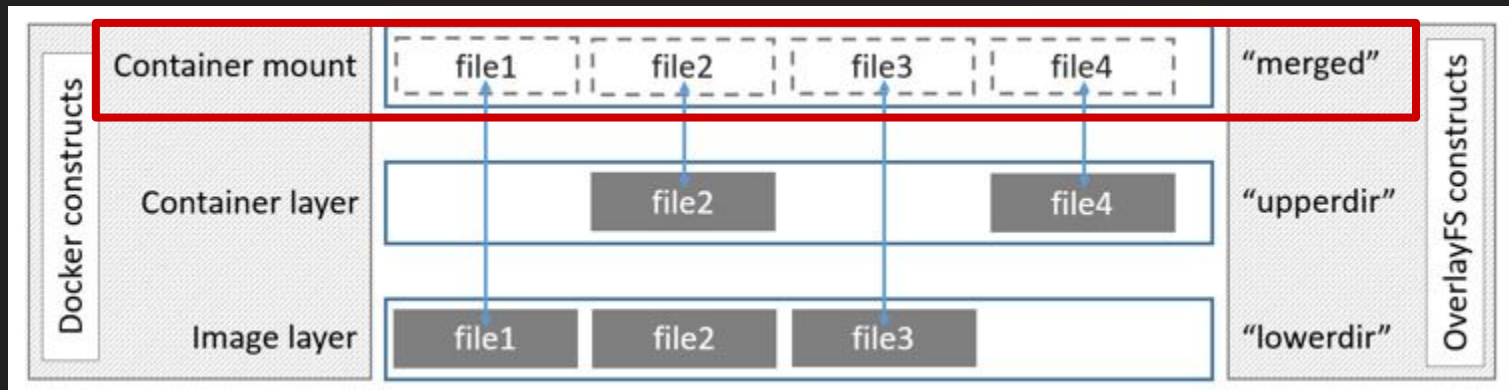 Docker constructs
Container mount file1 file2 file3 file4 “merged”
Container layer file2 file4 “upperdir”
Image layer file1 file2 file3 “lowerdir”
OverlayFS constructs